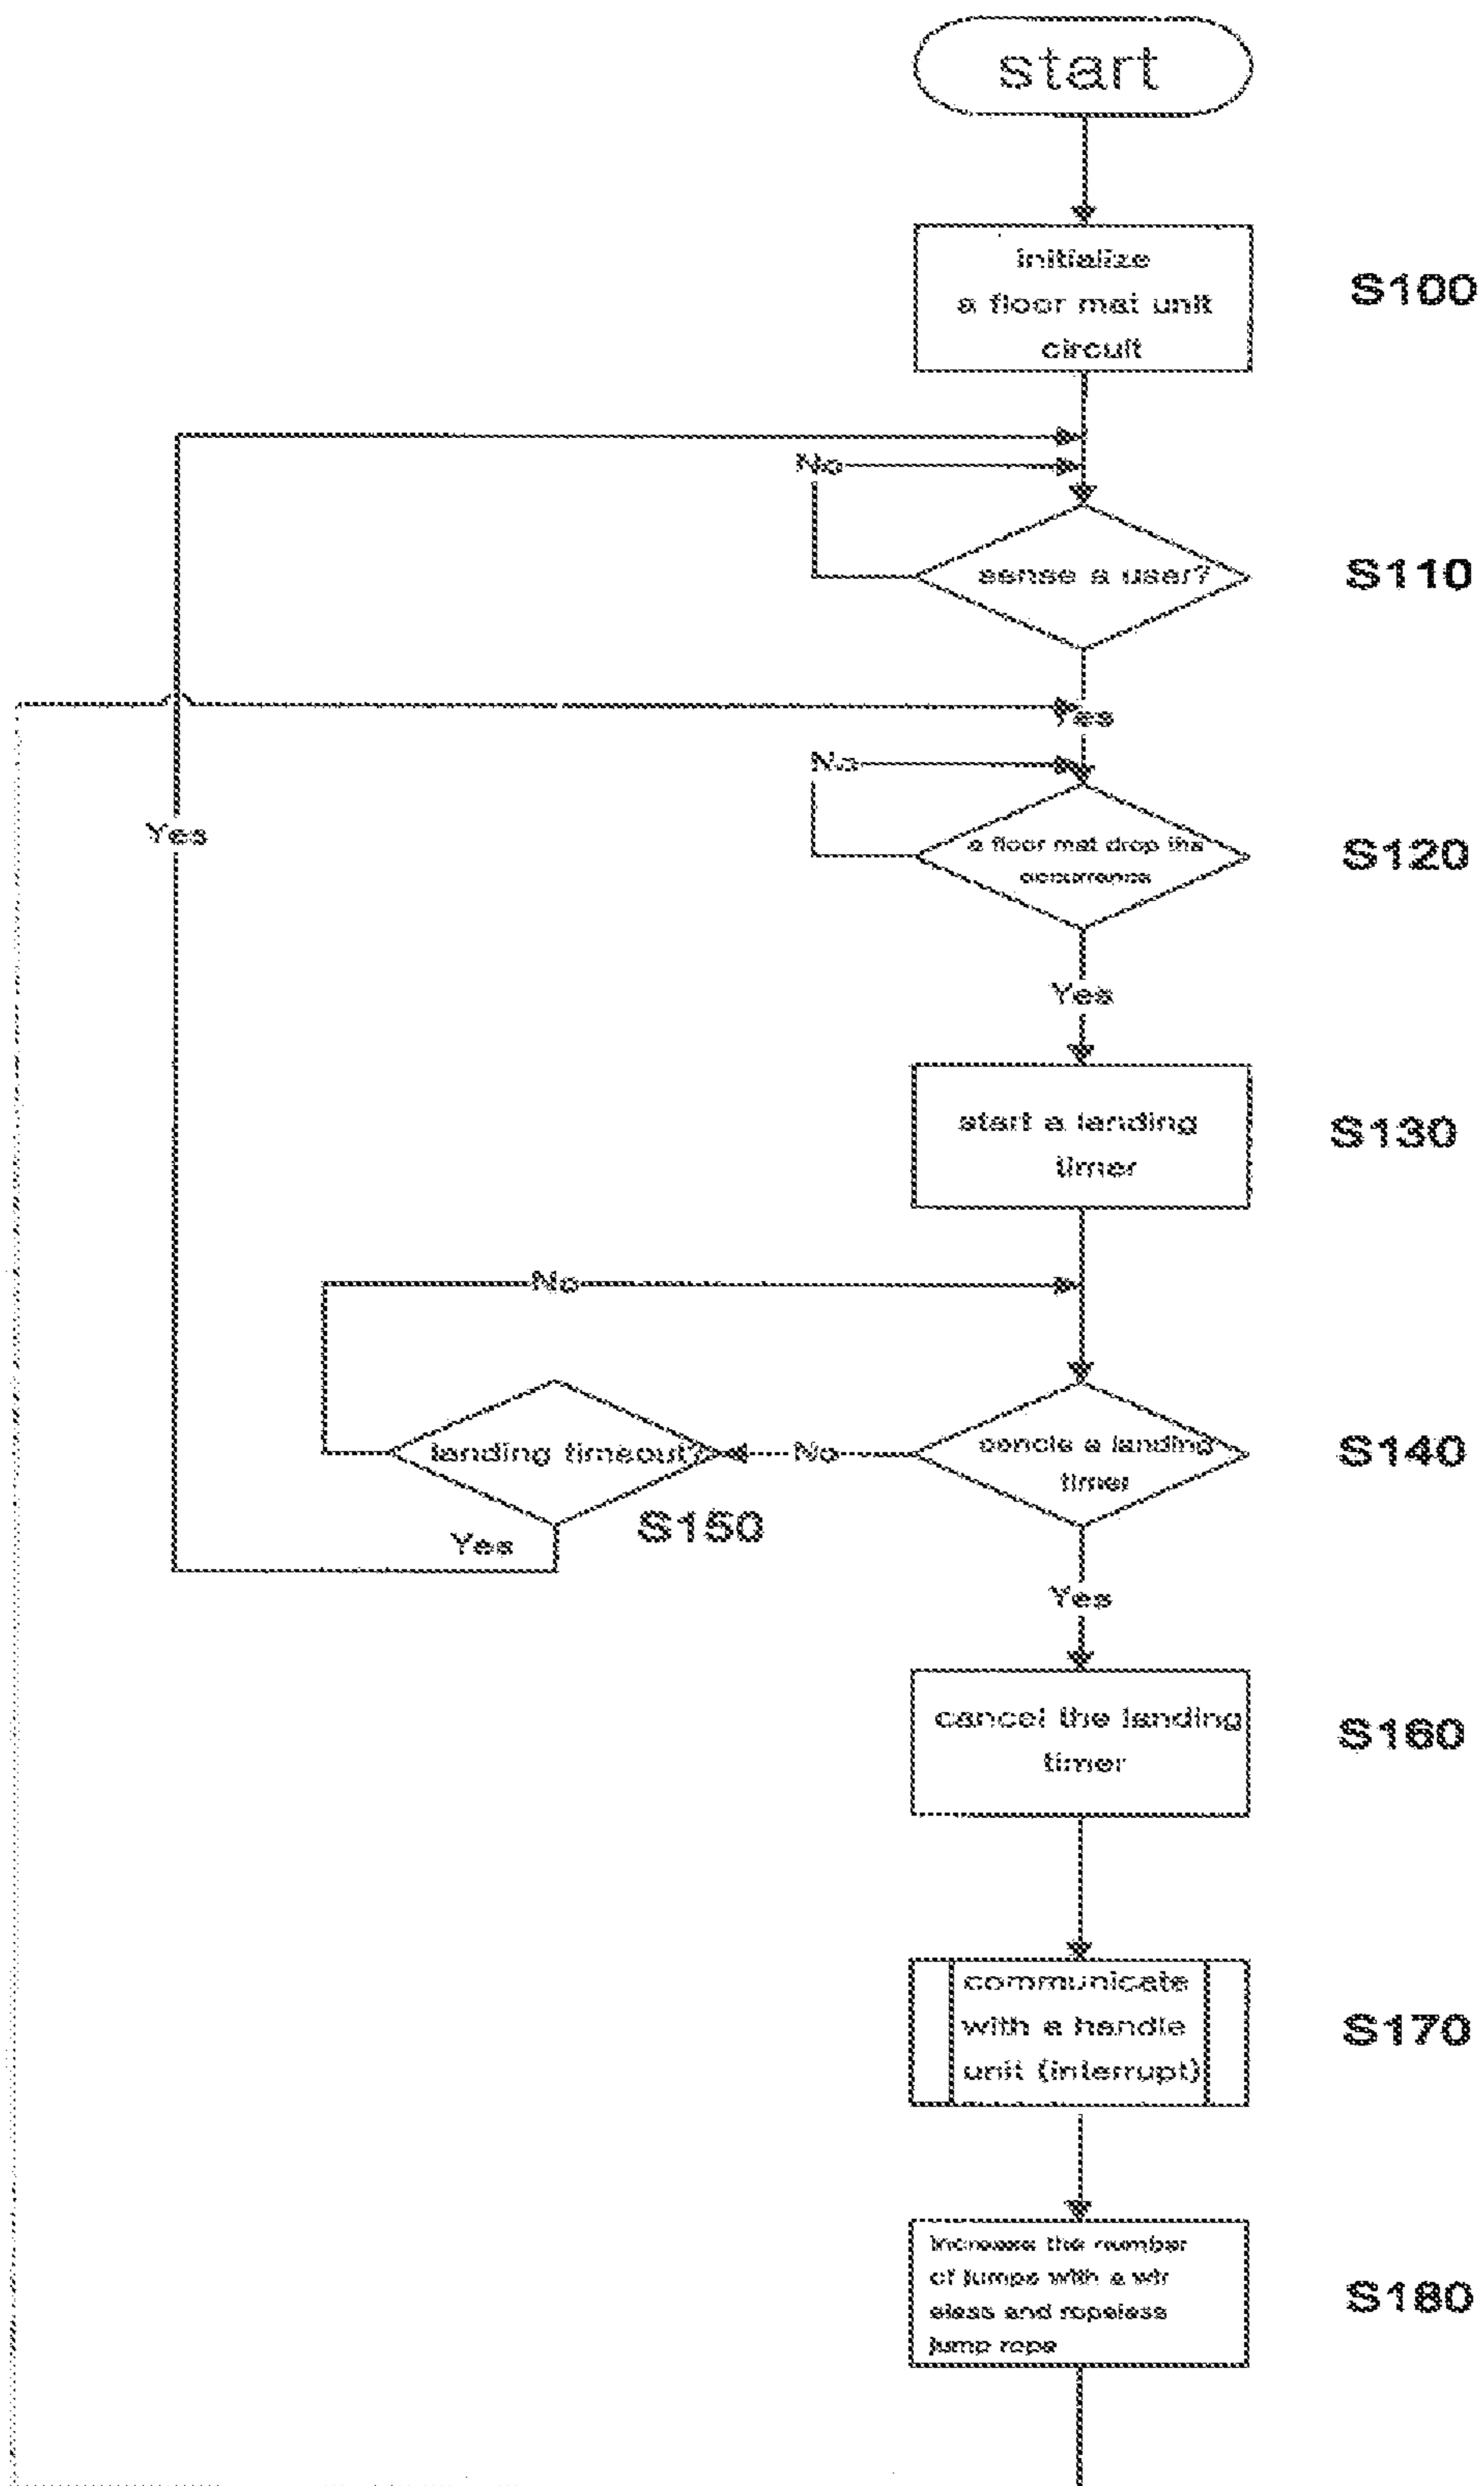 start
initialize
a floor mat unit
circuit
S100
No
sense a user?
S110
Yes
No
a floor mat drop the
occurrence
S120
Yes
Yes
start a landing
timer
S130
No
landing timeout?
No
cencle a landing
timer
S140
S150
Yes
Yes
cancel the landing
timer
S160
communicate
with a handle
unit (interrupt)
S170
Increase the number
of jumps with a wir
eless and ropeless
jump rope
S180